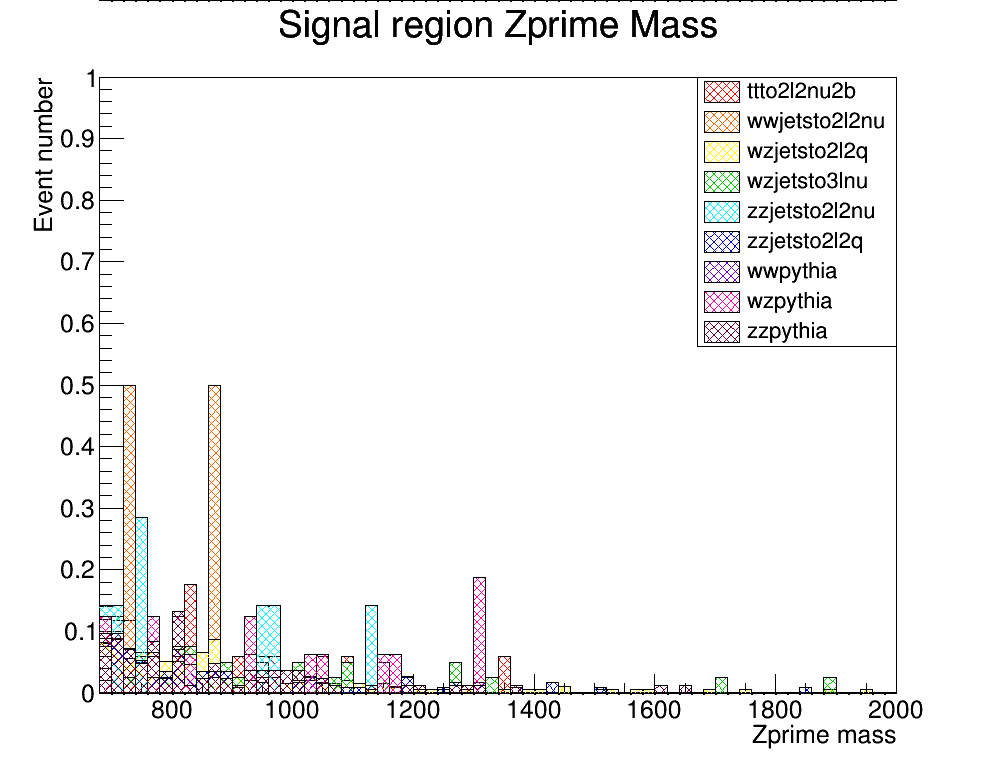 Signal region Zprime Mass
Event number
1
0.9
0.8
0.7
0.6
0.5
0.4
0.3
0.2
0.1
0
ttto2l2nu2b
wwjetsto2l2nu
wzjetsto2l2q
wzjetsto3lnu
zzjetsto2l2nu
zzjetsto2l2q
wwpythia
wzpythia
zzpythia
800 1000 1200 1400 1600 1800 2000
Zprime mass